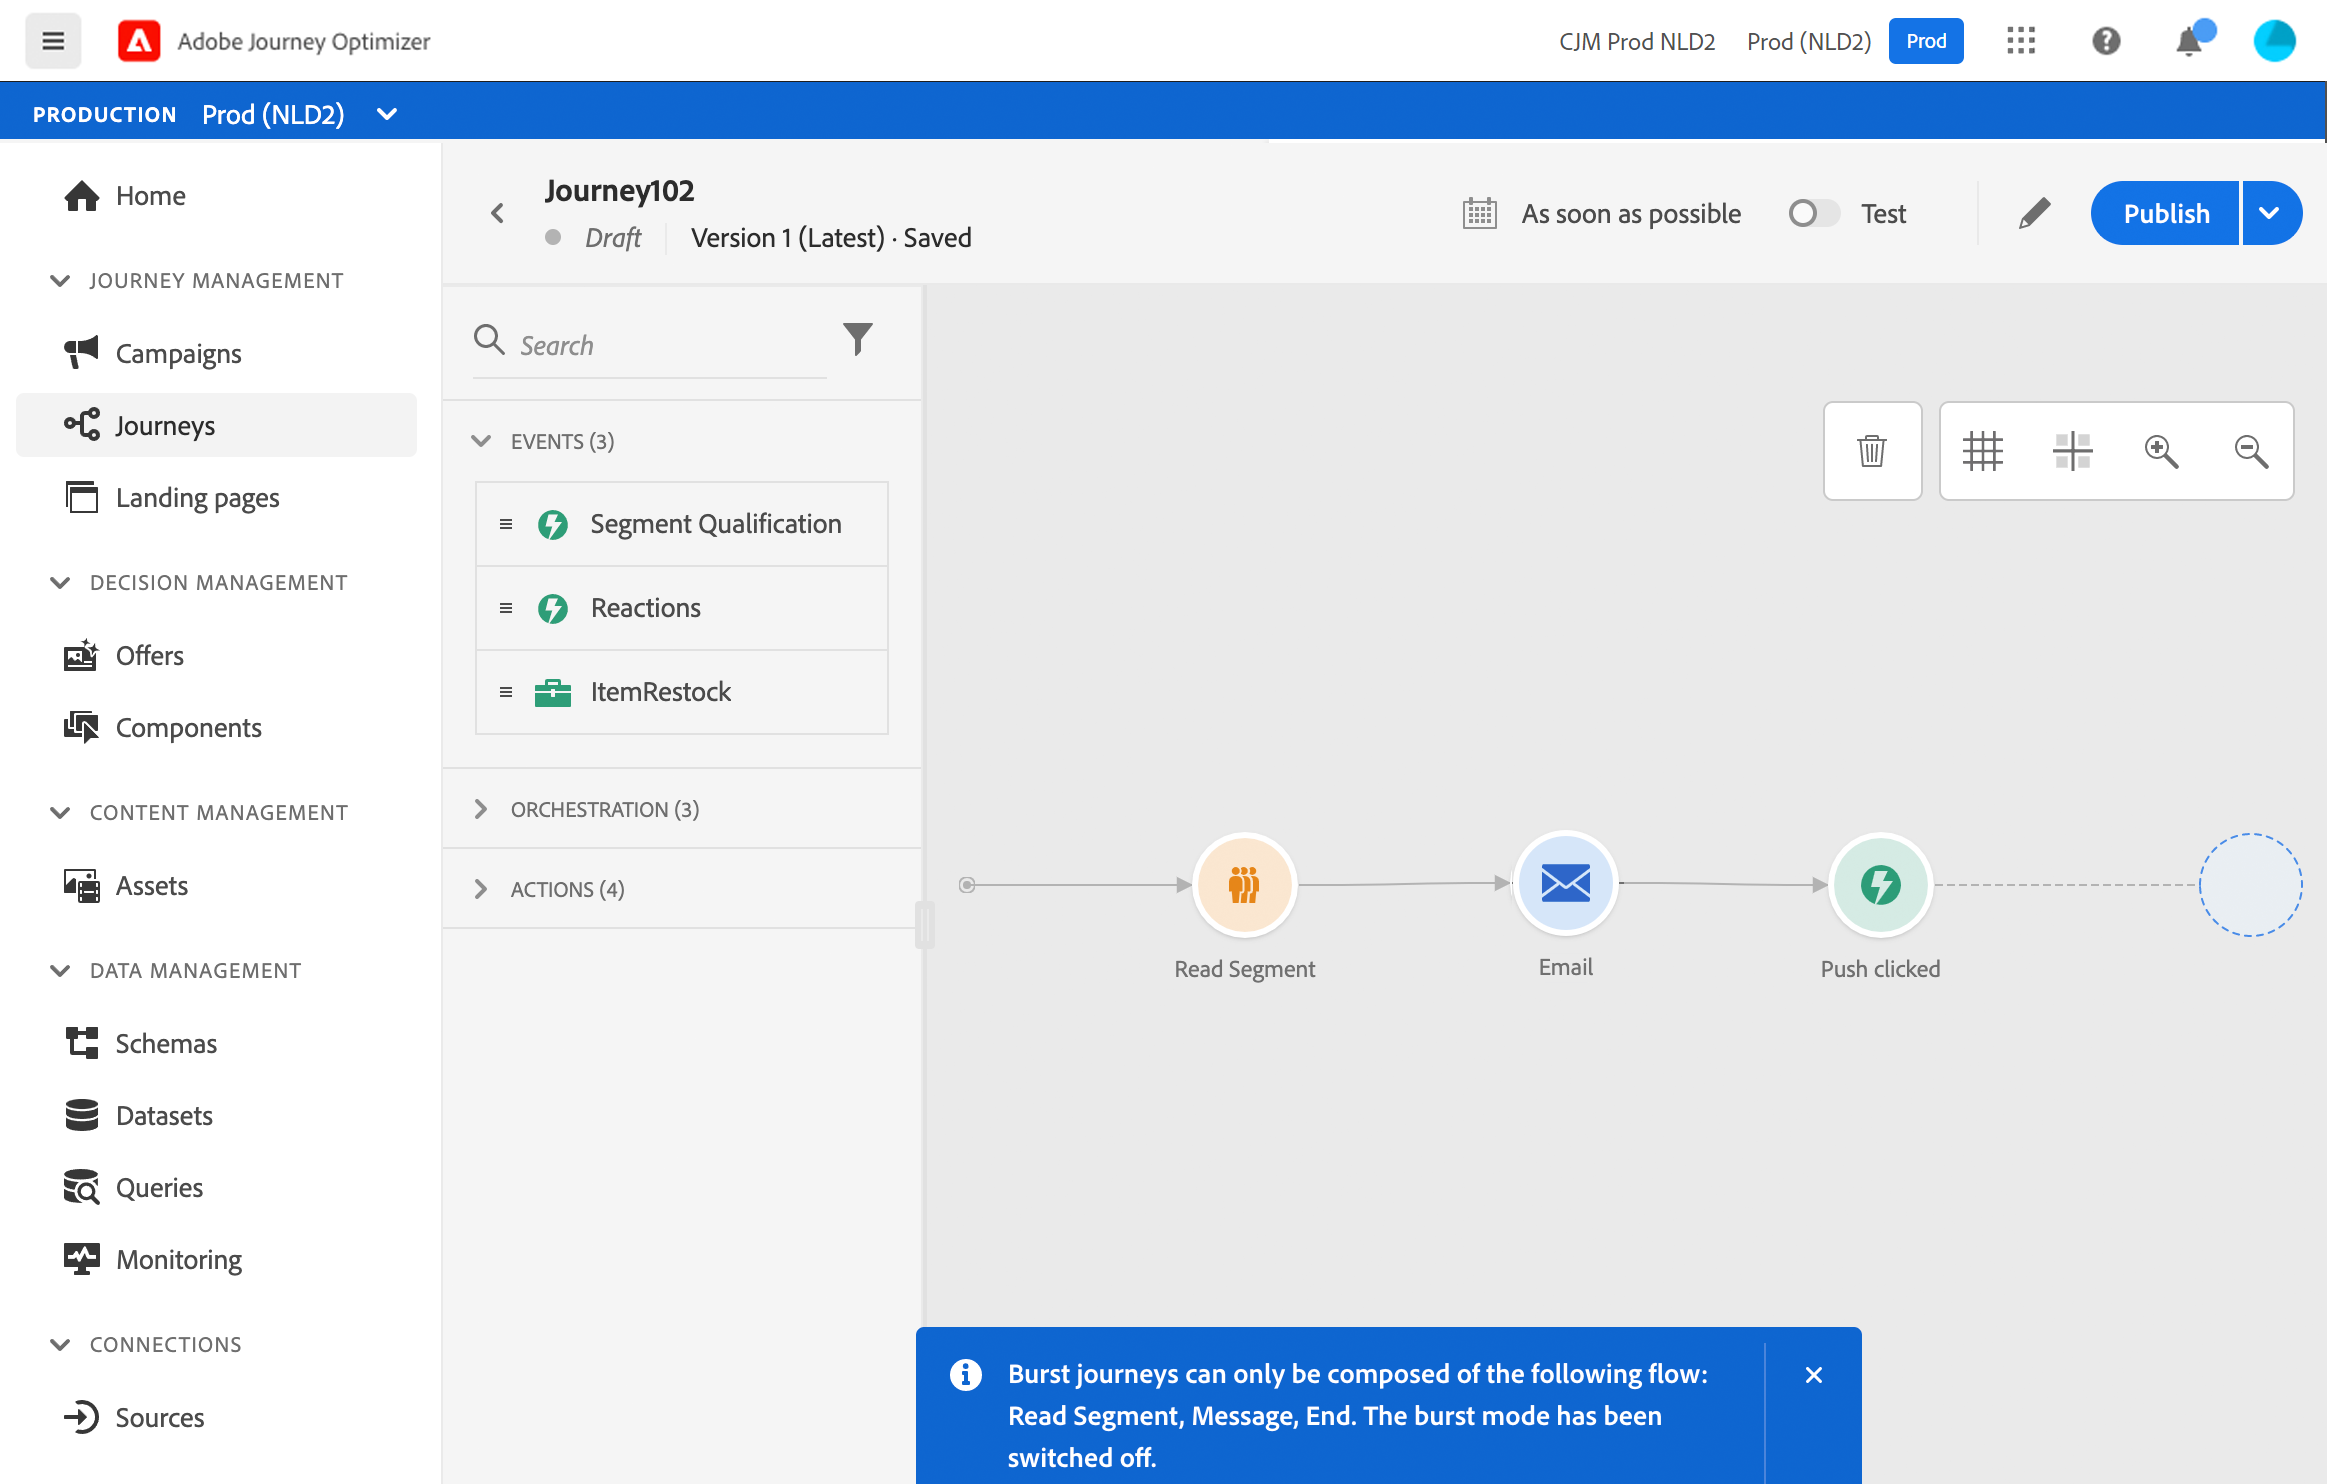 Adobe Journey Optimizer
CJM Prod NLD2
Prod (NLD2)
Prod
PRODUCTION
Prod (NLD2)
Home
JOURNEY MANAGEMENT
Campaigns
Journeys
Landing pages
DECISION MANAGEMENT
Offers
Components
CONTENT MANAGEMENT
Assets
DATA MANAGEMENT
Schemas
Datasets
Queries
Monitoring
CONNECTIONS
Sources
Journey102
Draft
Version 1 (Latest) · Saved
As soon as possible
Test
Publish
Search
EVENTS (3)
Segment Qualification
Reactions
ItemRestock
ORCHESTRATION (3)
ACTIONS (4)
Read Segment
Email
Push clicked
Burst journeys can only be composed of the following flow:
Read Segment, Message, End. The burst mode has been
switched off.